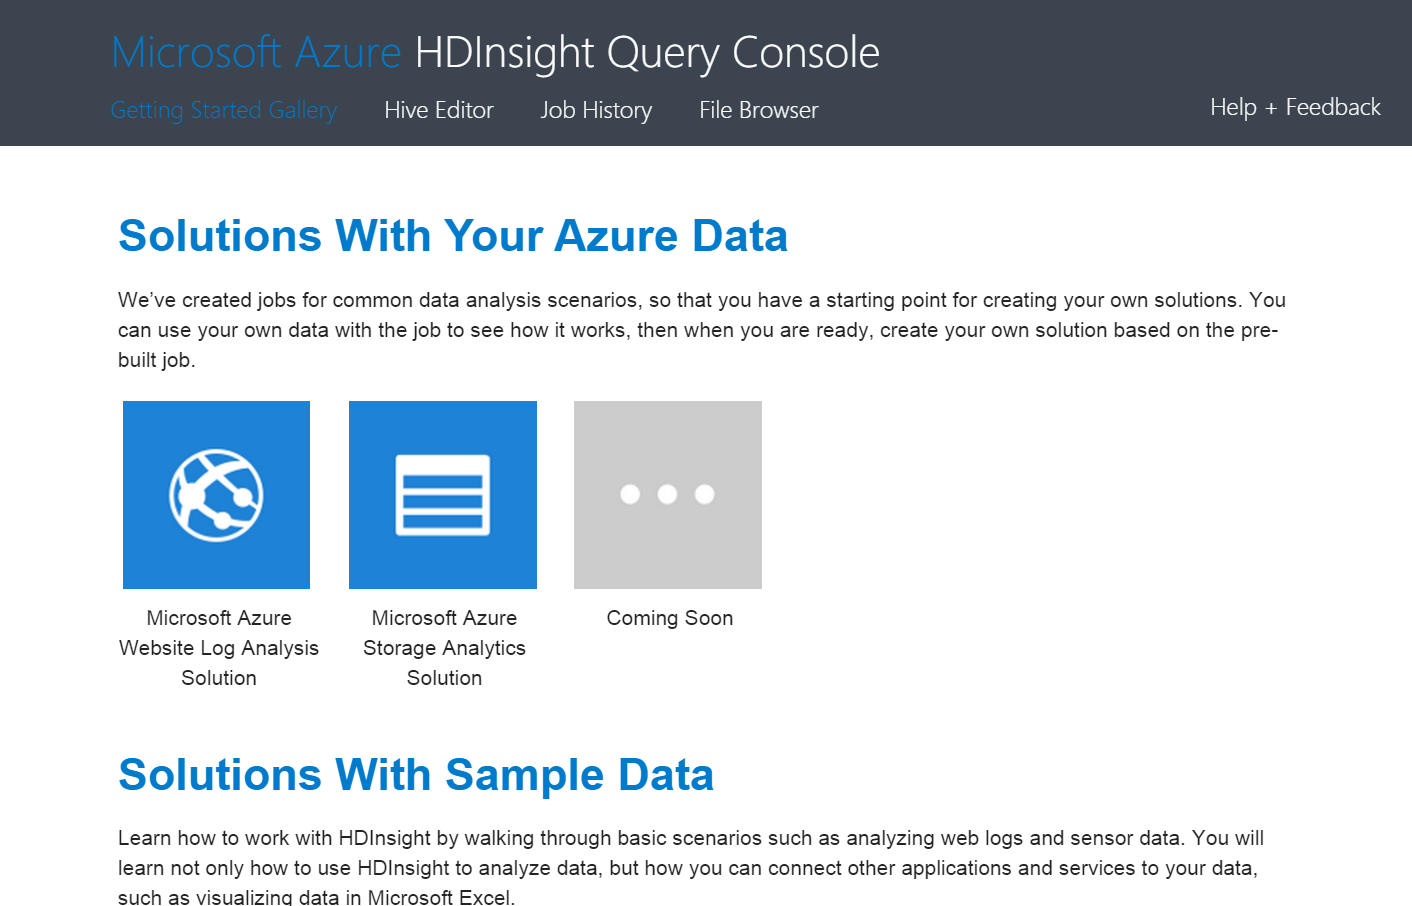 Microsoft Azure HDInsight Query Console
Getting Started Gallery Hive Editor Job History File Browser Help + Feedback
Solutions With Your Azure Data
We’ve created jobs for common data analysis scenarios, so that you have a starting point for creating your own solutions. You
can use your own data with the job to see how it works, then when you are ready, create your own solution based on the pre-
built job.
Microsoft Azure
Website Log Analysis
Solution
Microsoft Azure
Storage Analytics
Solution
Coming Soon
Solutions With Sample Data
Learn how to work with HDInsight by walking through basic scenarios such as analyzing web logs and sensor data. You will
learn not only how to use HDInsight to analyze data, but how you can connect other applications and services to your data,
such as visualizing data in Microsoft Excel.